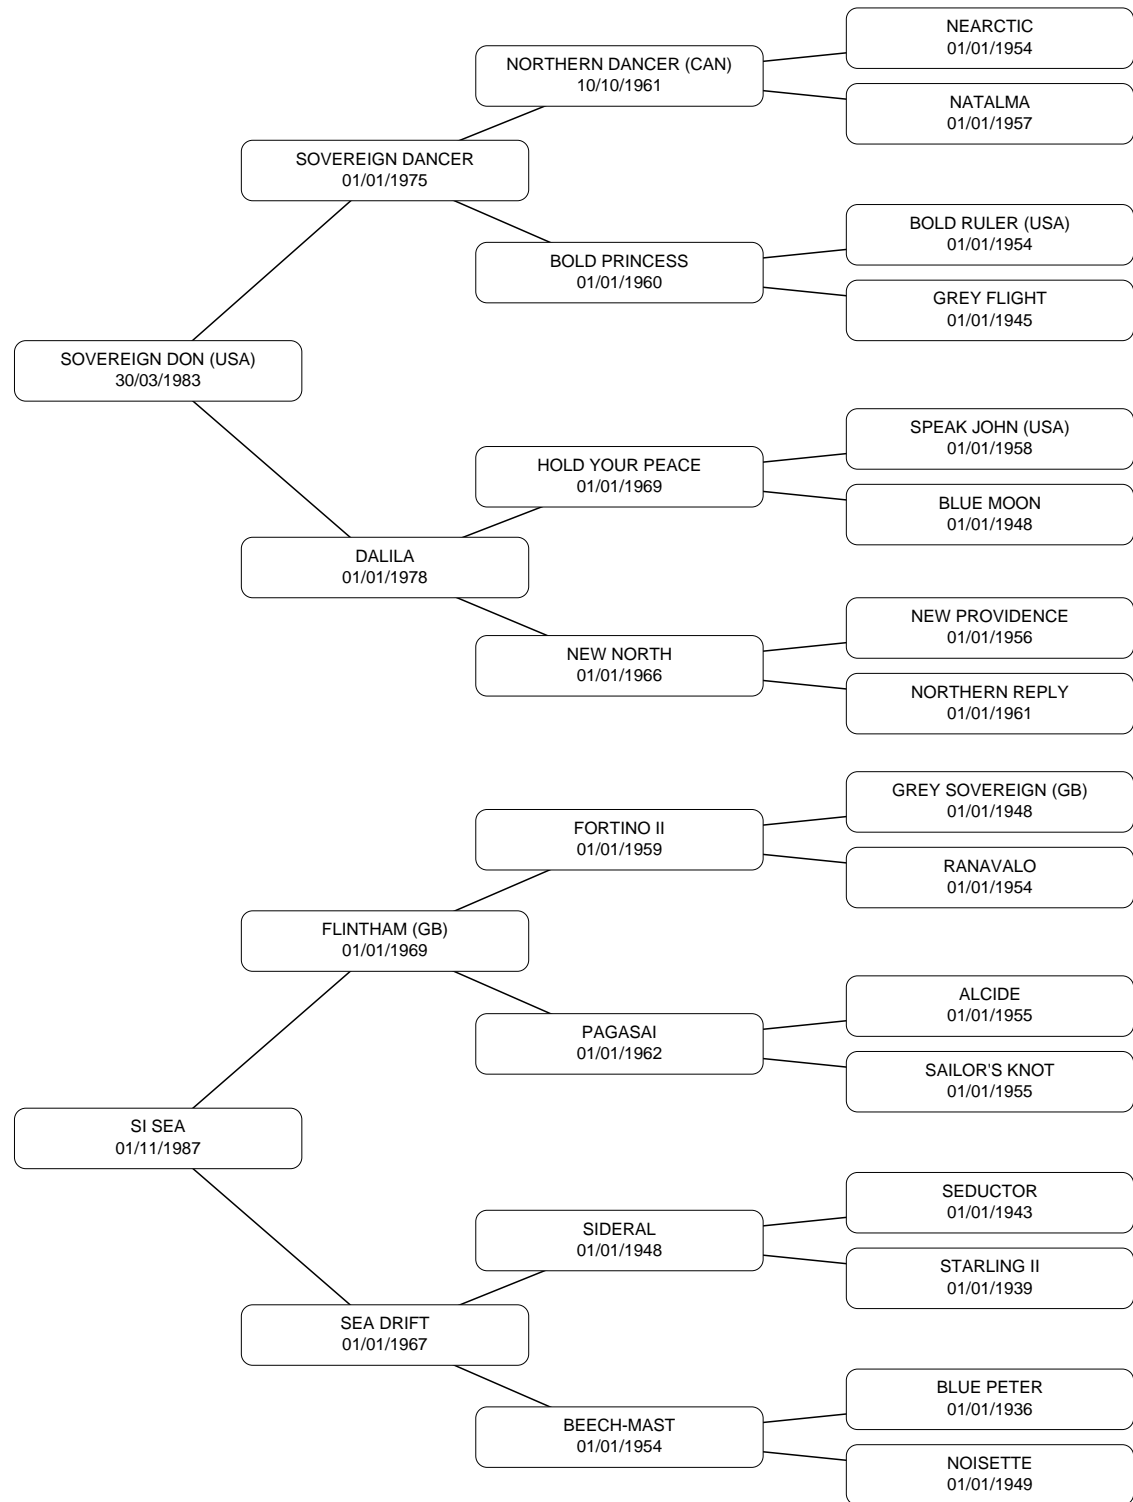 NEARCTIC
01/01/1954
NORTHERN DANCER (CAN)
10/10/1961
NATALMA
01/01/1957
SOVEREIGN DANCER
01/01/1975
BOLD RULER (USA)
01/01/1954
BOLD PRINCESS
01/01/1960
GREY FLIGHT
01/01/1945
SOVEREIGN DON (USA)
30/03/1983
SPEAK JOHN (USA)
01/01/1958
HOLD YOUR PEACE
01/01/1969
BLUE MOON
01/01/1948
DALILA
01/01/1978
NEW PROVIDENCE
01/01/1956
NEW NORTH
01/01/1966
NORTHERN REPLY
01/01/1961
GREY SOVEREIGN (GB)
01/01/1948
FORTINO II
01/01/1959
RANAVALO
01/01/1954
FLINTHAM (GB)
01/01/1969
ALCIDE
01/01/1955
PAGASAI
01/01/1962
SAILOR'S KNOT
01/01/1955
SI SEA
01/11/1987
SEDUCTOR
01/01/1943
SIDERAL
01/01/1948
STARLING II
01/01/1939
SEA DRIFT
01/01/1967
BLUE PETER
01/01/1936
BEECH-MAST
01/01/1954
NOISETTE
01/01/1949